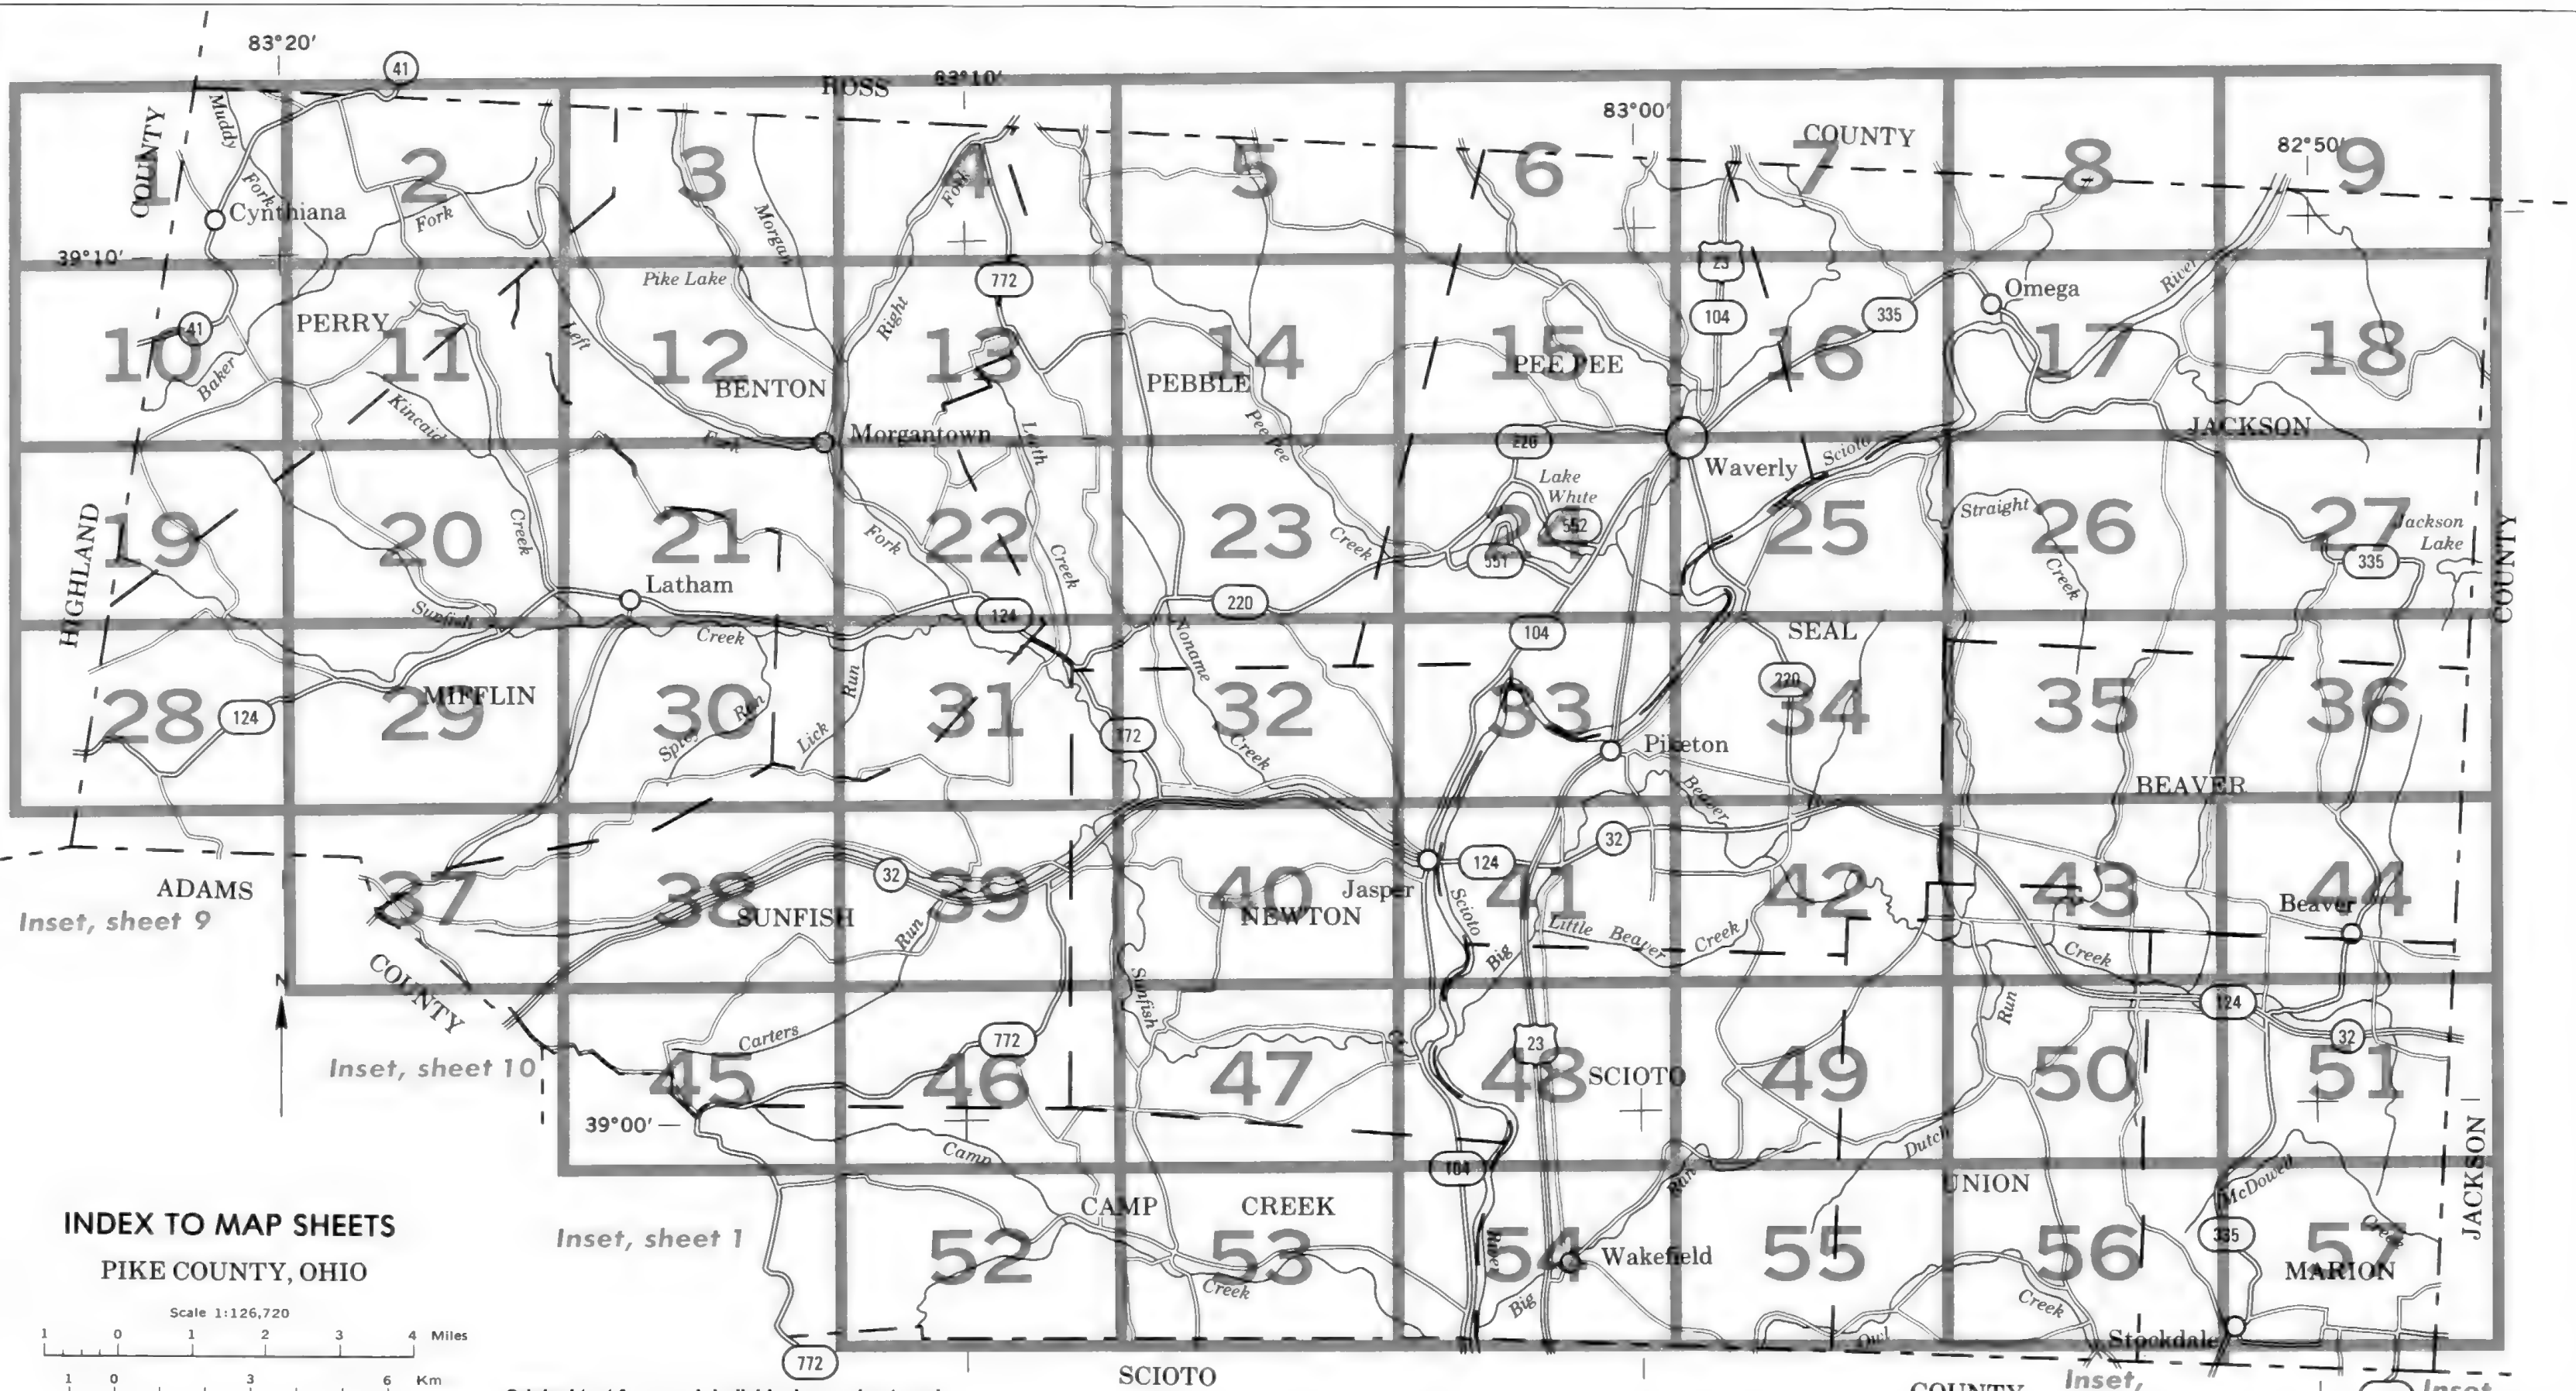 83°20'
41
ROSS
83°10'
83°00'
COUNTY
82°50'
COUNTY
Muddy
Fork
1
2
3
4
5
6
7
8
9
Cynthiana
Fork
Morgan
Fork
39°10'
Pike Lake
772
23
River
Omega
41
PERRY
Left
Right
104
335
10
11
12
13
14
15
16
17
18
Baker
BENTON
PEBBLE
PEE PEE
Kincaid
Fork
Morgantown
Leath
Pee Pee
220
Waverly
Scioto
JACKSON
Lake
White
Straight
HIGHLAND
19
20
21
22
23
24
25
26
27
Creek
Fork
Creek
Creek
552
551
Creek
Jackson
Lake
335
COUNTY
Latham
Sunfish
Creek
124
220
104
SEAL
Noname
220
28
124
MIFFLIN
29
30
31
32
33
34
35
36
Run
Lick
Run
772
Creek
Piketon
Beaver
BEAVER
32
ADAMS
Inset, sheet 9
37
38
32
39
40
Jasper
124
41
42
43
44
SUNFISH
Run
NEWTON
Scioto
Big
Little Beaver Creek
Beaver
Creek
COUNTY
N
Sunfish
Run
124
32
Inset, sheet 10
Carters
772
23
SCIOTO
45
46
47
48
49
50
51
39°00'
Camp
Dutch
JACKSON
104
Run
UNION
McDowell
Creek
INDEX TO MAP SHEETS
PIKE COUNTY, OHIO
Inset, sheet 1
CAMP CREEK
52
53
54
55
56
57
335
Creek
River
Wakefield
Big
Creek
MARION
Scale 1:126,720
1 0 1 2 3 4 Miles
1 0 3 6 Km
772
Owl
Stockdale
SCIOTO
COUNTY
Inset,
Inset